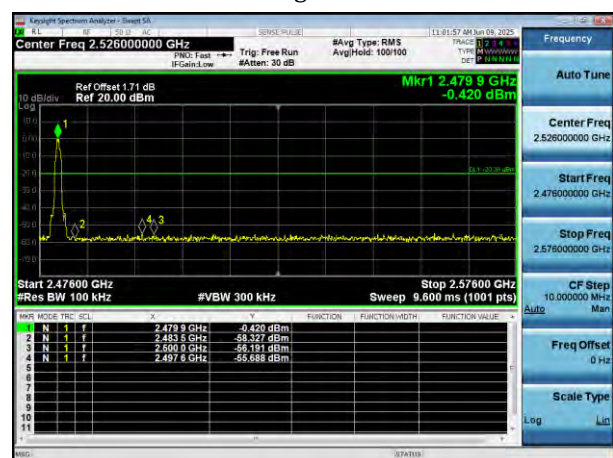 Keysight Spectrum Analyzer - Swept SA
RL RF 50 Ω AC SENSE:PULSE 11:01:57 AM Jun 09, 2025
Center Freq 2.526000000 GHz
PNO: Fast
IFGain:Low
Trig: Free Run
#Atten: 30 dB
#Avg Type: RMS
Avg|Hold: 100/100
TRACE 1 2 3 4 5 6
TYPE M WWWWW
DET P N N N N N
Ref Offset 1.71 dB
10 dB/div Ref 20.00 dBm
Log
Mkr1 2.479 9 GHz
-0.420 dBm
1
2
4 3
Start 2.47600 GHz Stop 2.57600 GHz
#Res BW 100 kHz #VBW 300 kHz Sweep 9.600 ms (1001 pts)
MKR MODE TRC SCL X Y FUNCTION FUNCTION WIDTH FUNCTION VALUE
1 N 1 f 2.479 9 GHz -0.420 dBm
2 N 1 f 2.483 5 GHz -58.327 dBm
3 N 1 f 2.500 0 GHz -56.191 dBm
4 N 1 f 2.497 6 GHz -55.688 dBm
5
6
7
8
9
10
11
MSG STATUS
Frequency
Auto Tune
Center Freq
2.526000000 GHz
Start Freq
2.476000000 GHz
Stop Freq
2.576000000 GHz
CF Step
10.000000 MHz
Auto Man
Freq Offset
0 Hz
Scale Type
Log Lin